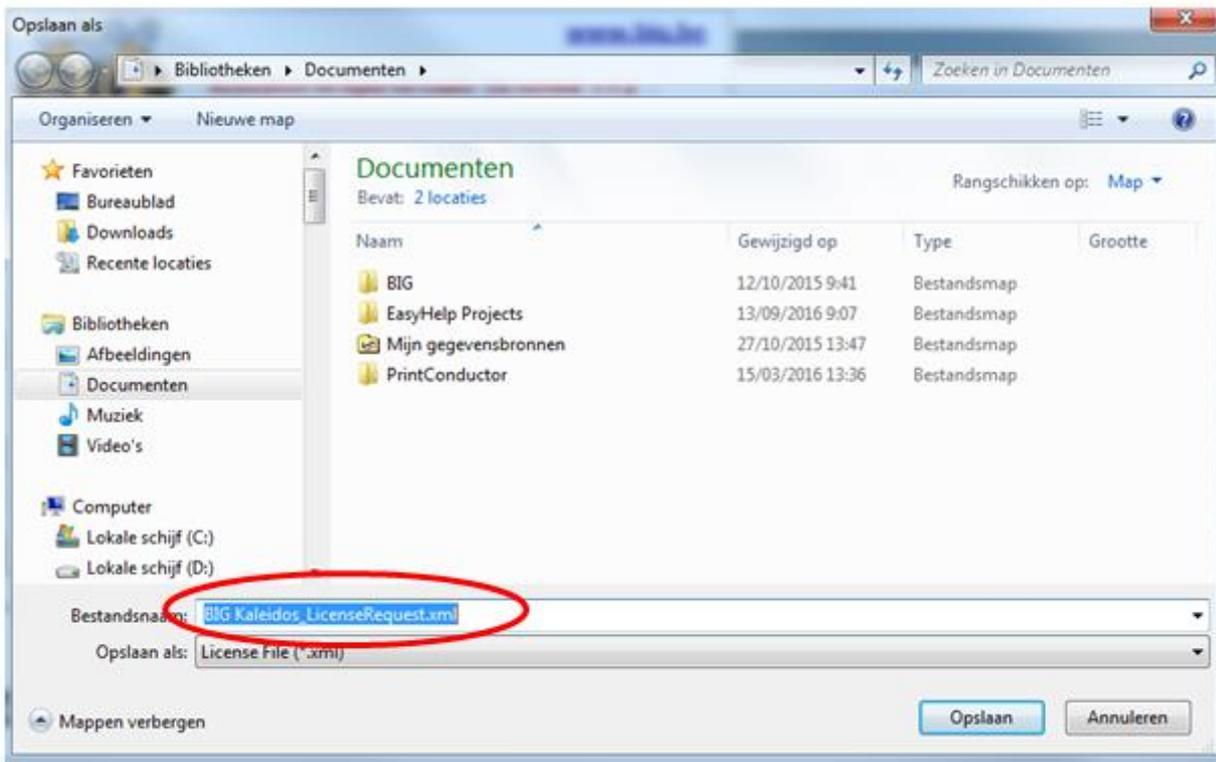 Opslaan als
Bibliotheken Documenten
Zoeken in Documenten
Organiseren Nieuwe map
Favorieten
Bureaublad
Downloads
Recente locaties
Bibliotheken
Afbeeldingen
Documenten
Muziek
Video's
Computer
Lokale schijf (C:)
Lokale schijf (D:)
Documenten
Bevat: 2 locaties
Rangschikken op: Map
Naam Gewijzigd op Type Grootte
BIG 12/10/2015 9:41 Bestandsmap
EasyHelp Projects 13/09/2016 9:07 Bestandsmap
Mijn gegevensbronnen 27/10/2015 13:47 Bestandsmap
PrintConductor 15/03/2016 13:36 Bestandsmap
Bestandsnaam: BIG Kaleidos_LicenseRequest.xml
Opslaan als: License File (*.xml)
Mappen verbergen
Opslaan Annuleren